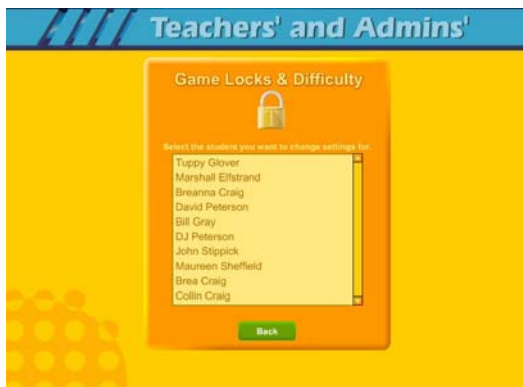 Teachers' and Admins'
Game Locks & Difficulty
Select the student you want to change settings for.
Tuppy Glover
Marshall Elfstrand
Breanna Craig
David Peterson
Bill Gray
DJ Peterson
John Stippick
Maureen Sheffield
Brea Craig
Collin Craig
Back